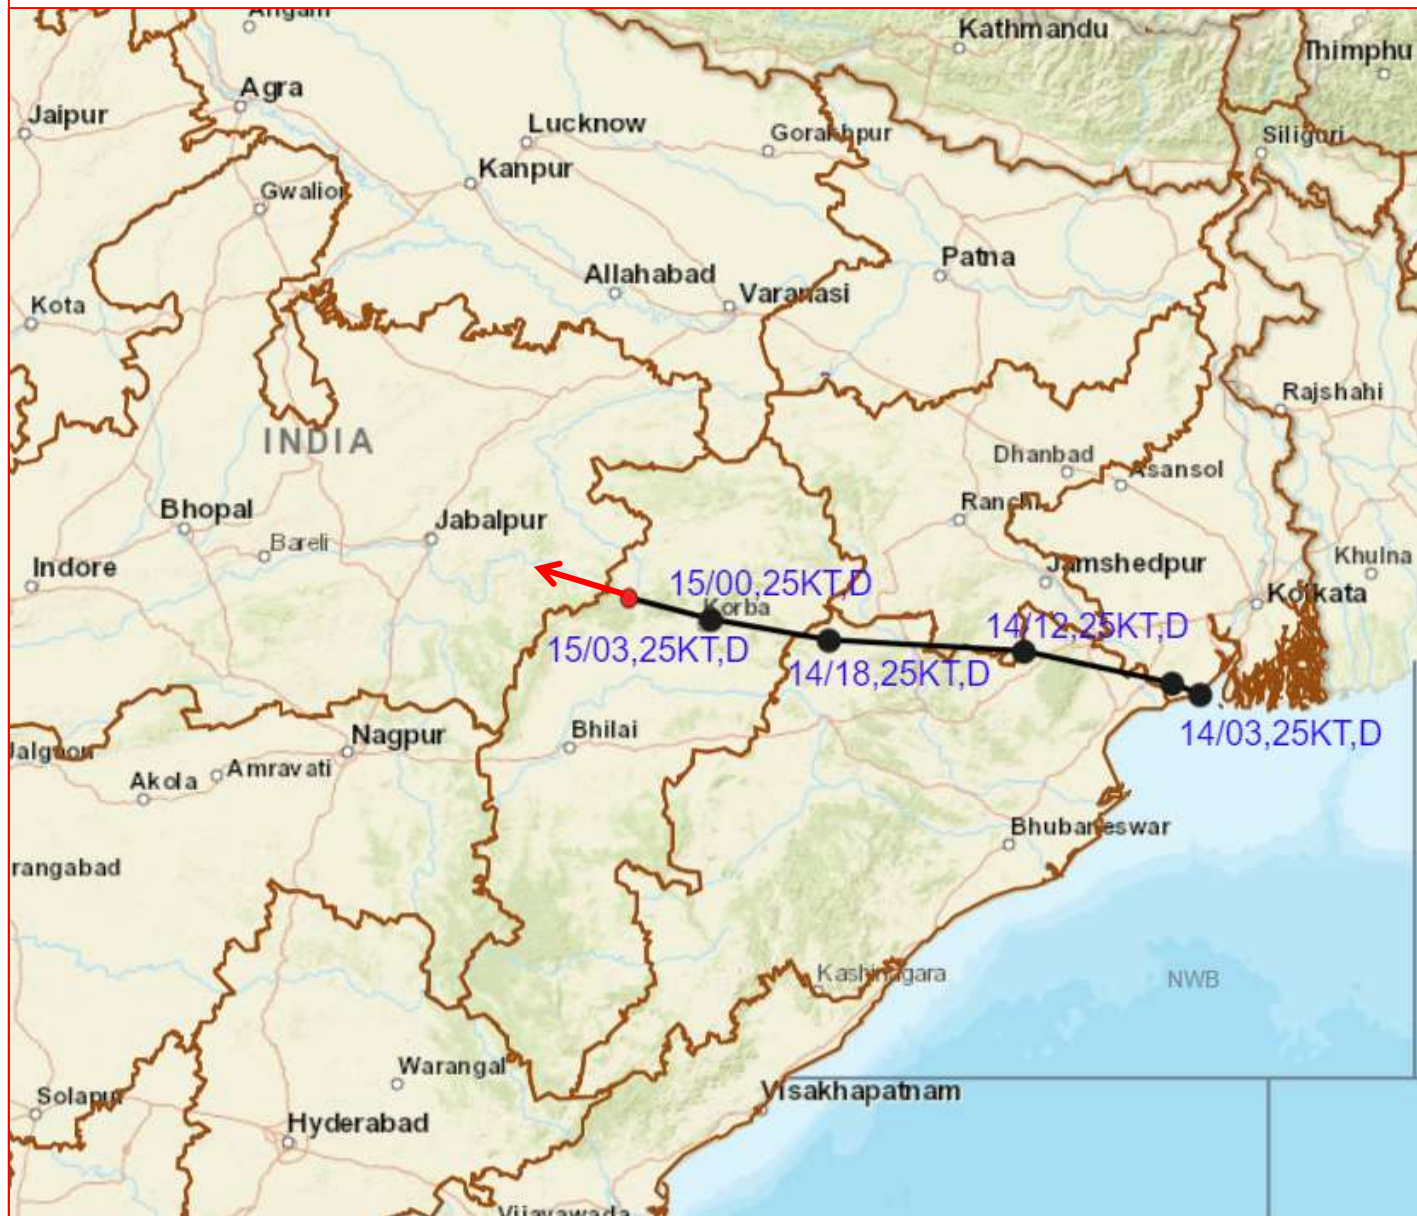 Kathmandu
Thimphu
Agra
Jaipur
Lucknow
Gorakhpur
Siliguri
Kanpur
Gwalior
Patna
Allahabad
Varanasi
Kota
Rajshahi
INDIA
Dhanbad
Asansol
Ranchi
Bhopal
Jabalpur
Bareli
Khulna
Indore
Jamshedpur
15/00,25KT,D
Kolkata
Korba
14/12,25KT,D
15/03,25KT,D
14/18,25KT,D
Bhilai
Nagpur
14/03,25KT,D
Jalgaon
Amravati
Akola
Bhubaneswar
rangabad
Kashinagara
NWB
Warangal
Visakhapatnam
Solapur
Hyderabad
Vijayawada